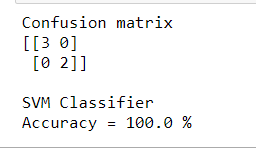 Confusion matrix
[[3 0]
 [0 2]]
SVM Classifier
Accuracy = 100.0 %